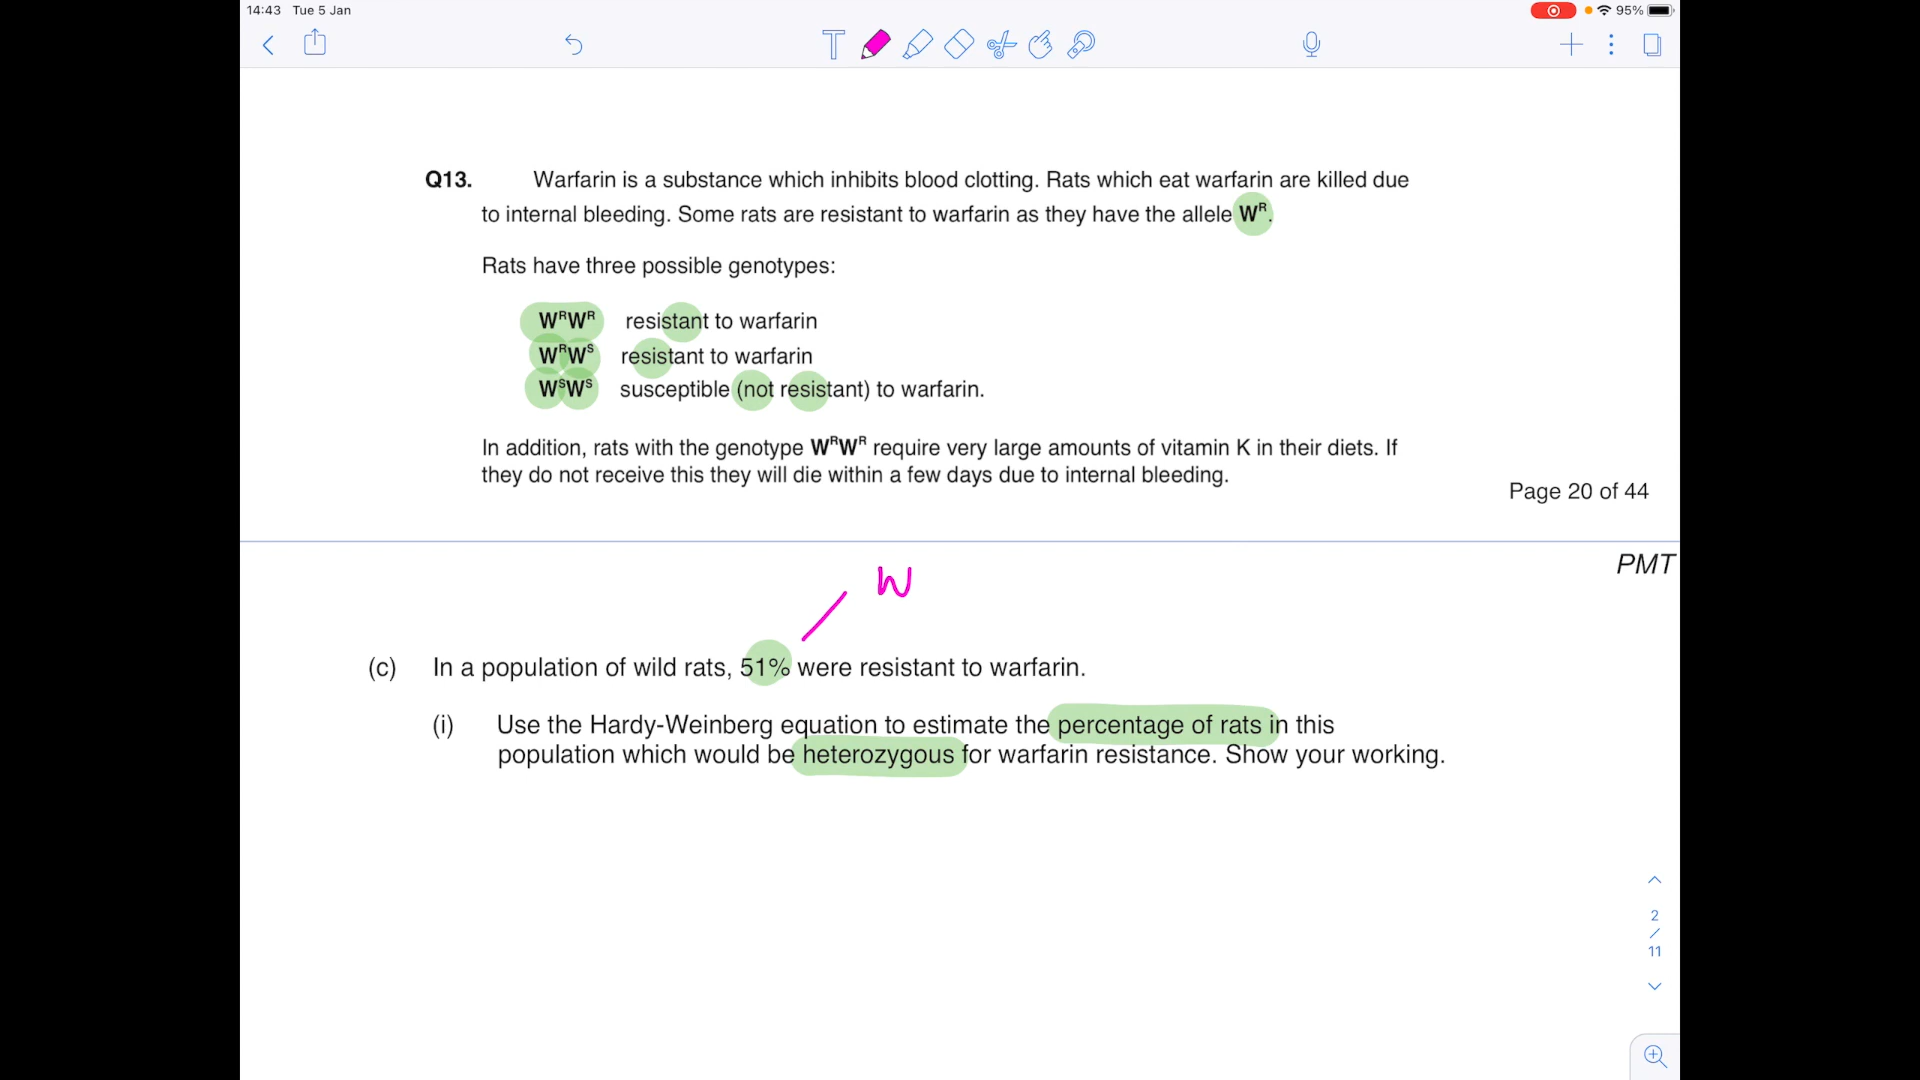 14:43 Tue 5 Jan
95%
T
Q13. Warfarin is a substance which inhibits blood clotting. Rats which eat warfarin are killed due
to internal bleeding. Some rats are resistant to warfarin as they have the allele Wᴿ.
Rats have three possible genotypes:
WᴿWᴿ resistant to warfarin
WᴿWˢ resistant to warfarin
WˢWˢ susceptible (not resistant) to warfarin.
In addition, rats with the genotype WᴿWᴿ require very large amounts of vitamin K in their diets. If
they do not receive this they will die within a few days due to internal bleeding.
Page 20 of 44
PMT
W
(c) In a population of wild rats, 51% were resistant to warfarin.
(i) Use the Hardy-Weinberg equation to estimate the percentage of rats in this
population which would be heterozygous for warfarin resistance. Show your working.
2
/
11